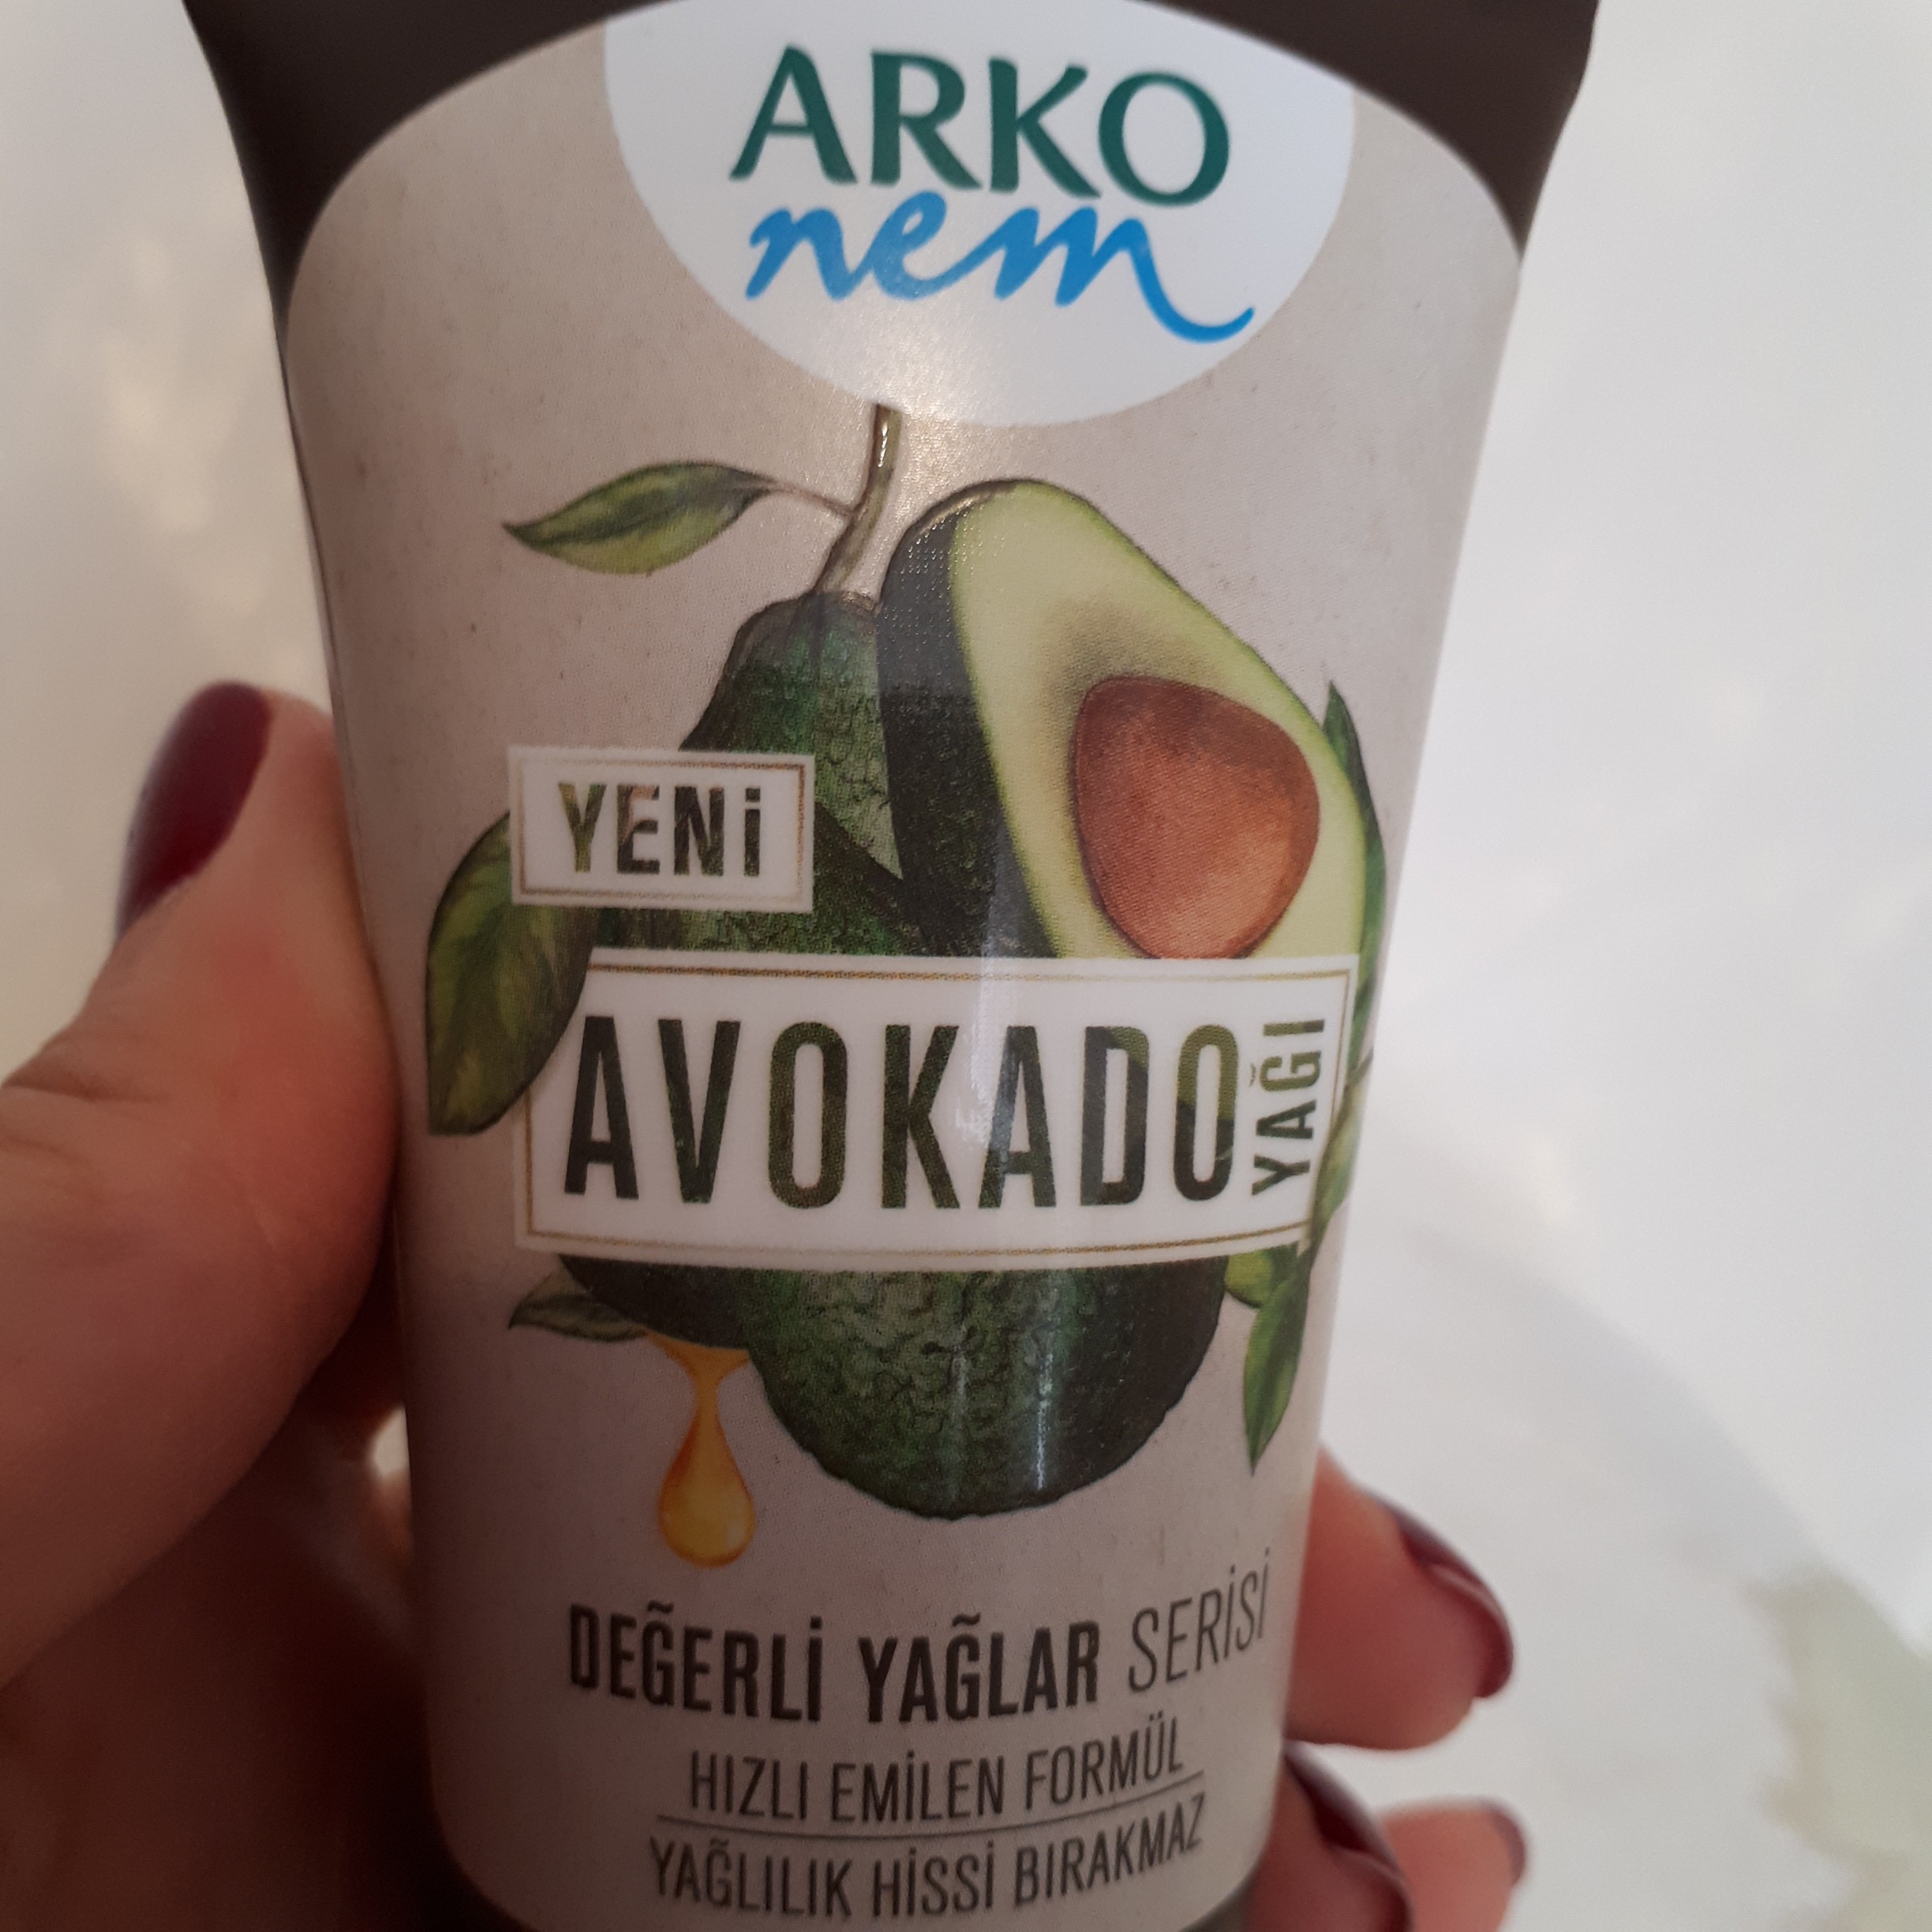 ARKO
nem
YENİ
AVOKADO YAĞI
DEĞERLİ YAĞLAR SERİSİ
HIZLI EMİLEN FORMÜL
YAĞLILIK HİSSİ BIRAKMAZ